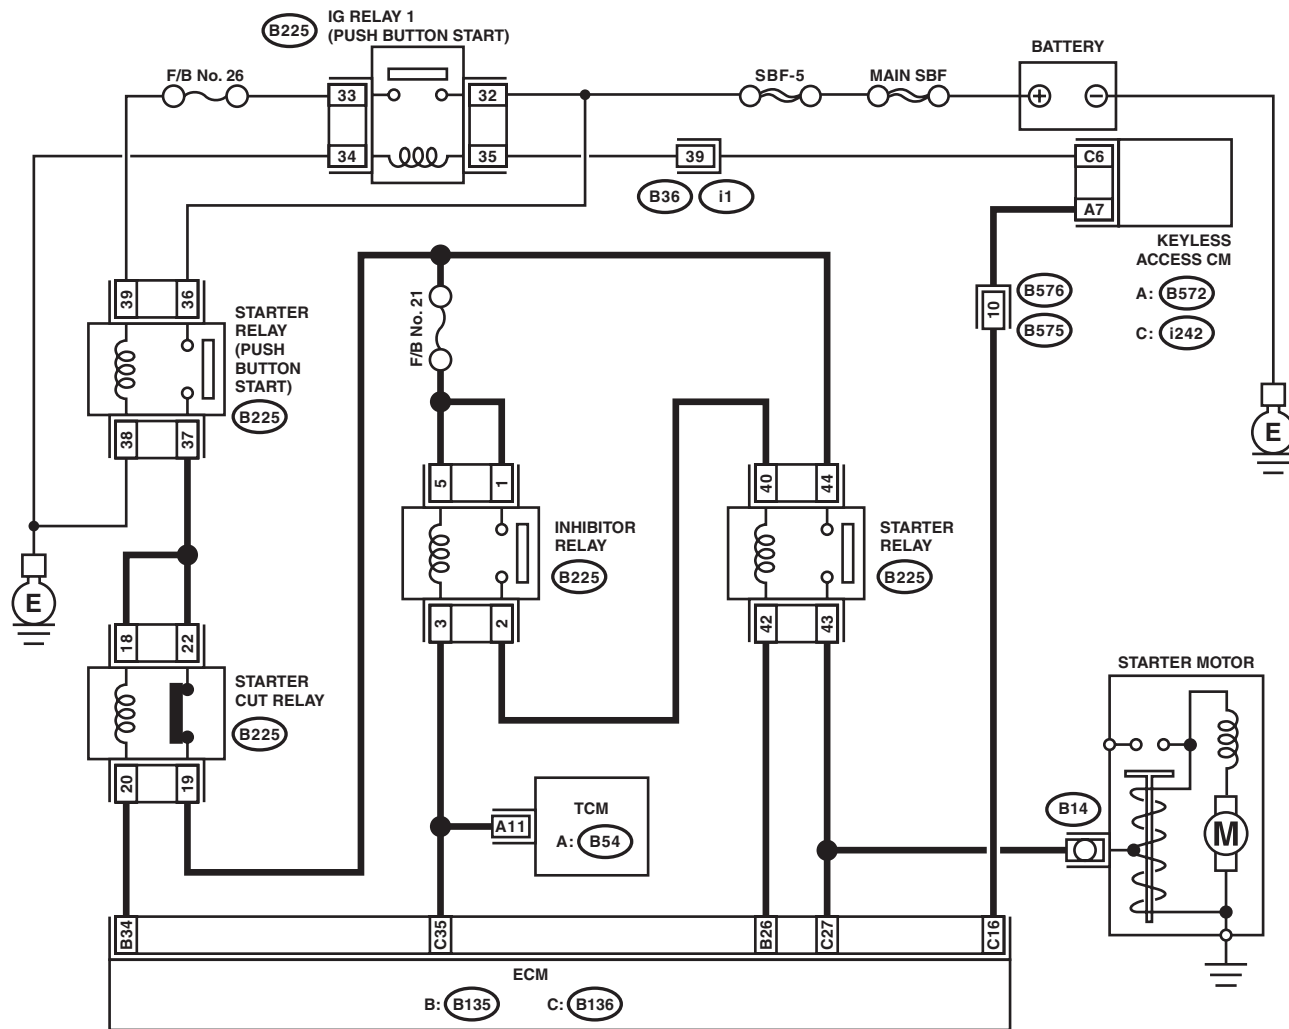 IG RELAY 1
B225 (PUSH BUTTON START)
BATTERY
F/B No. 26
SBF-5 MAIN SBF
33 32
+ −
34 35 39 C6
B36 i1
A7
KEYLESS
ACCESS CM
A: B572
C: i242
B576
B575
10
E
39 36
STARTER
RELAY
(PUSH
BUTTON
START)
B225
38 37
F/B No. 21
5 1
INHIBITOR
RELAY
B225
3 2
40 44
STARTER
RELAY
B225
42 43
E
18 22
STARTER
CUT RELAY
B225
20 19
TCM
A11
A: B54
STARTER MOTOR
B14
M
B34 C35 B26 C27 C16
ECM
B: B135 C: B136